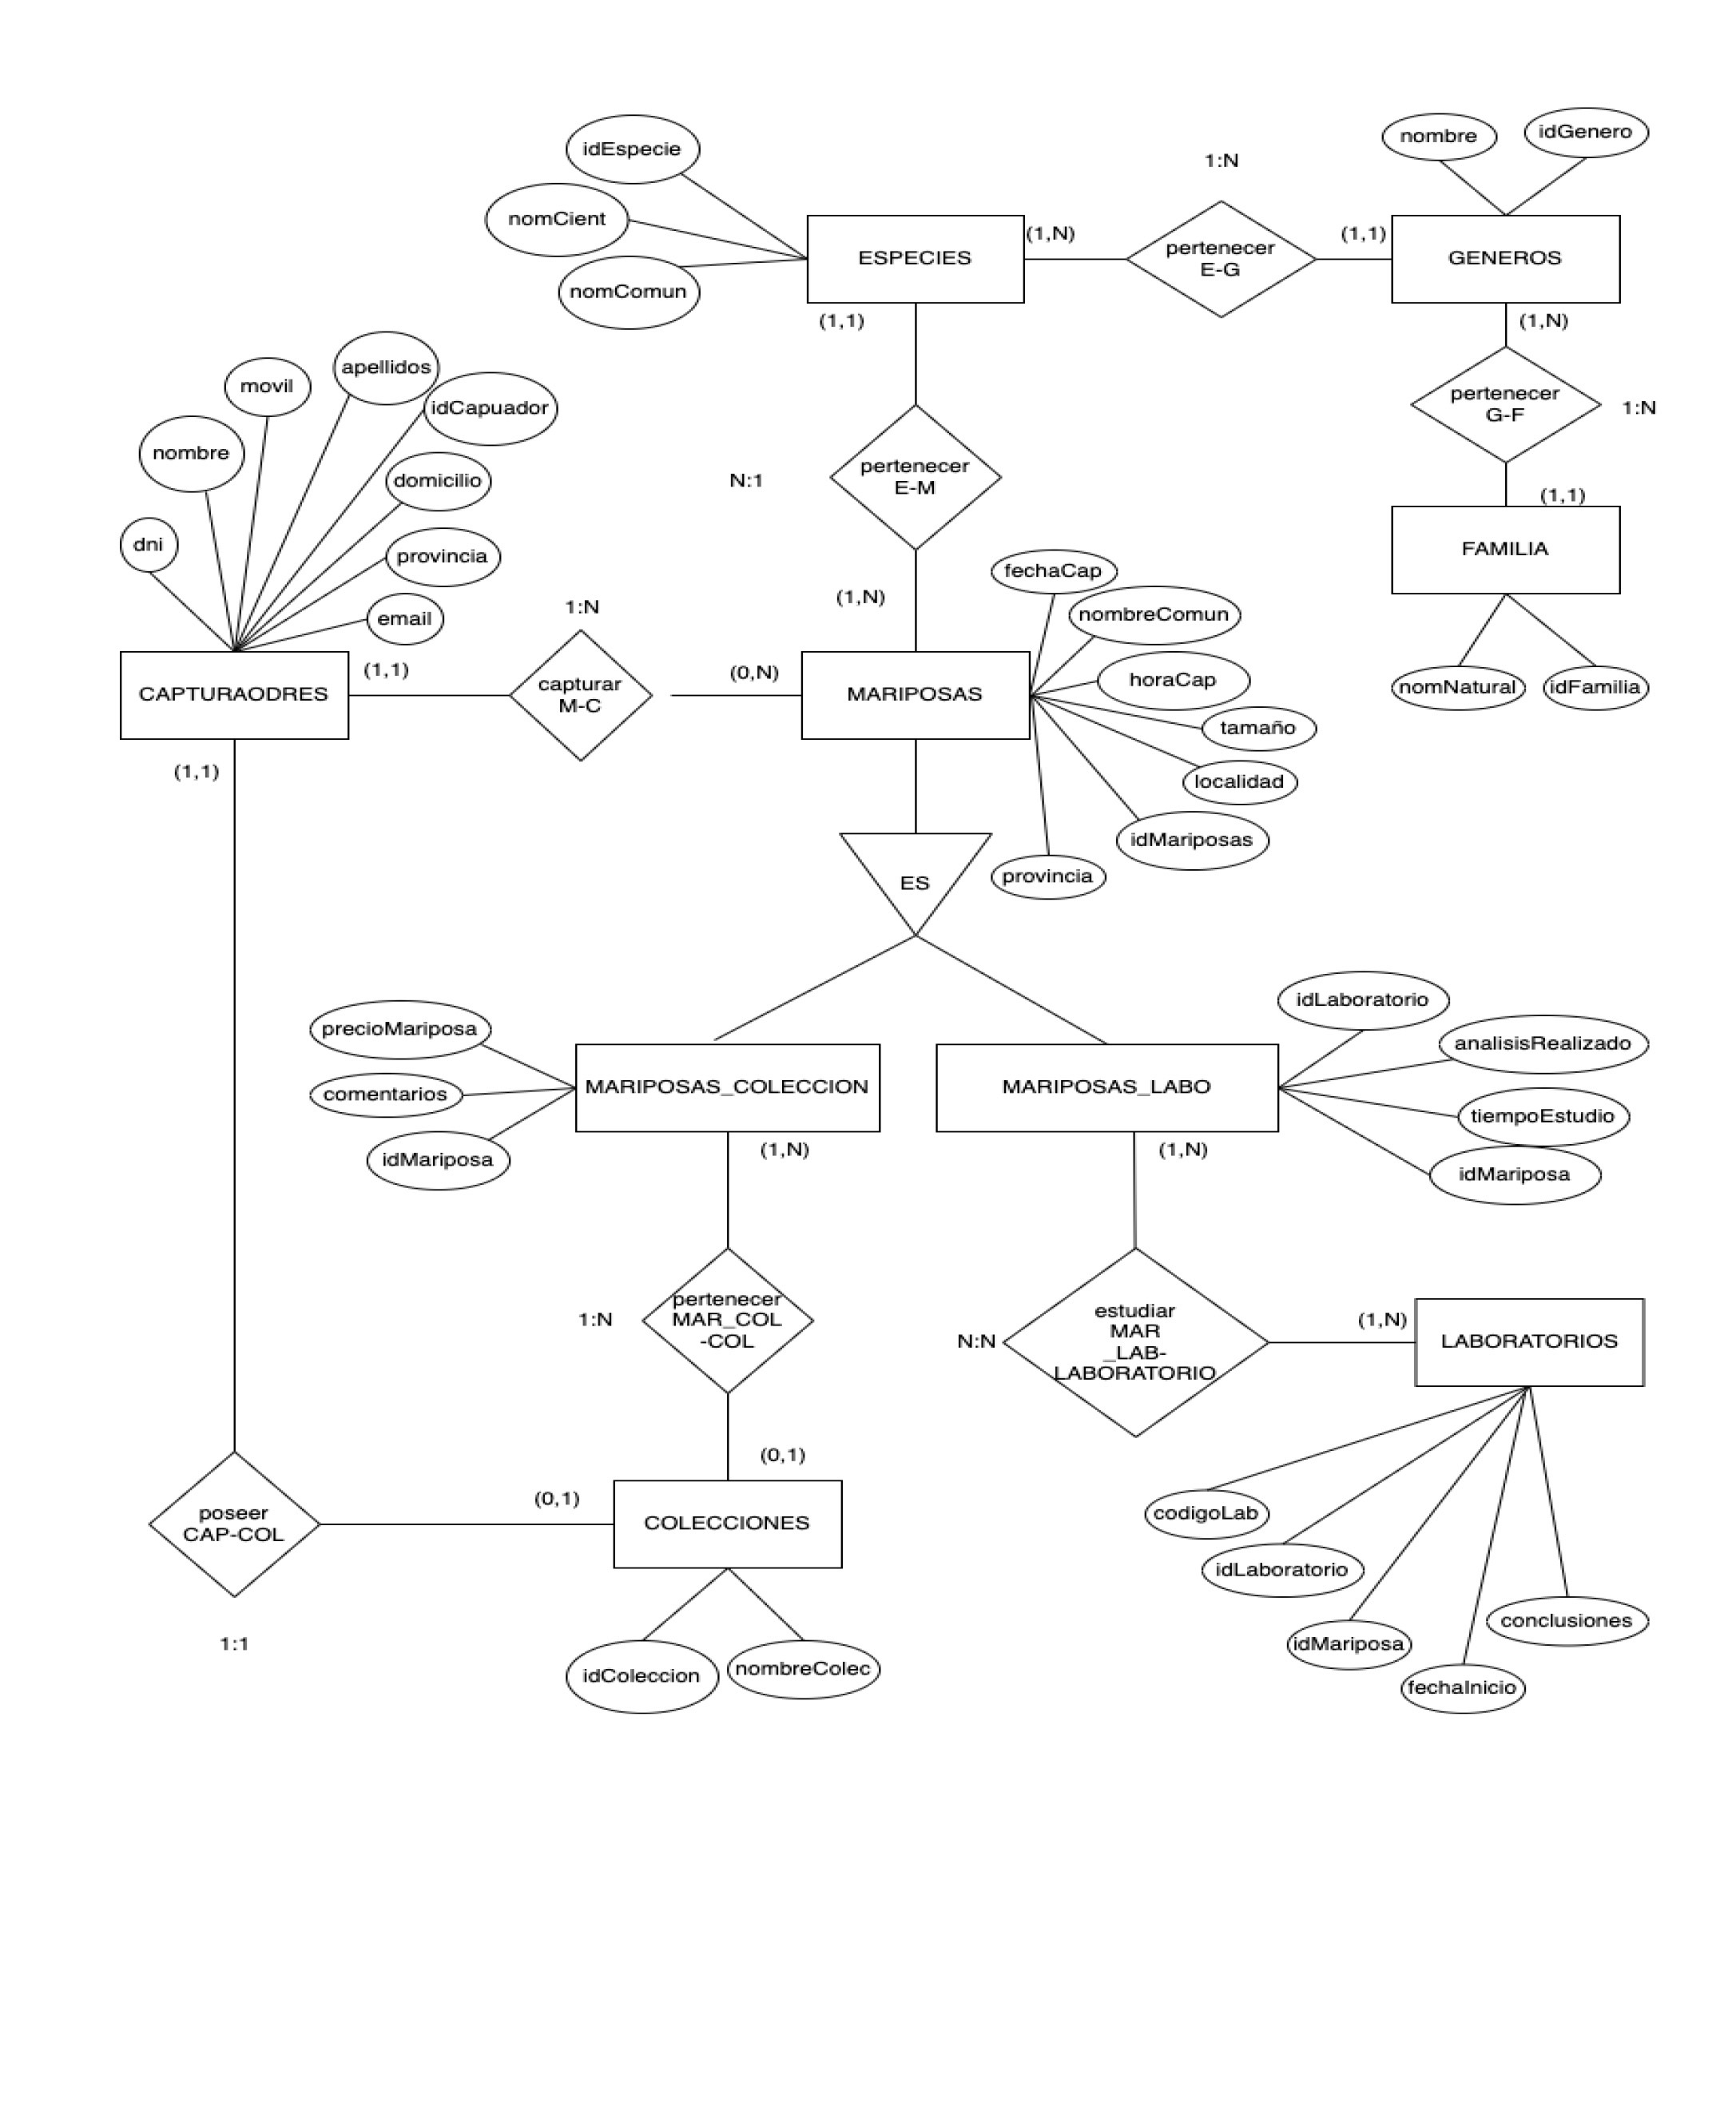 nombre
idGenero
idEspecie
1:N
nomCient
(1,N)
(1,1)
ESPECIES
pertenecer
E-G
GENEROS
nomComun
(1,1)
(1,N)
apellidos
movil
idCapuador
pertenecer
G-F
1:N
nombre
domicilio
N:1
pertenecer
E-M
(1,1)
dni
provincia
FAMILIA
fechaCap
(1,N)
1:N
email
nombreComun
(1,1)
(0,N)
horaCap
CAPTURAODRES
capturar
M-C
MARIPOSAS
nomNatural
idFamilia
tamaño
(1,1)
localidad
idMariposas
ES
provincia
idLaboratorio
precioMariposa
analisisRealizado
MARIPOSAS_COLECCION
MARIPOSAS_LABO
comentarios
tiempoEstudio
(1,N)
(1,N)
idMariposa
idMariposa
1:N
pertenecer
MAR_COL
-COL
N:N
estudiar
MAR
_LAB-
LABORATORIO
(1,N)
LABORATORIOS
(0,1)
(0,1)
poseer
CAP-COL
COLECCIONES
codigoLab
idLaboratorio
conclusiones
1:1
idMariposa
idColeccion
nombreColec
fechaInicio